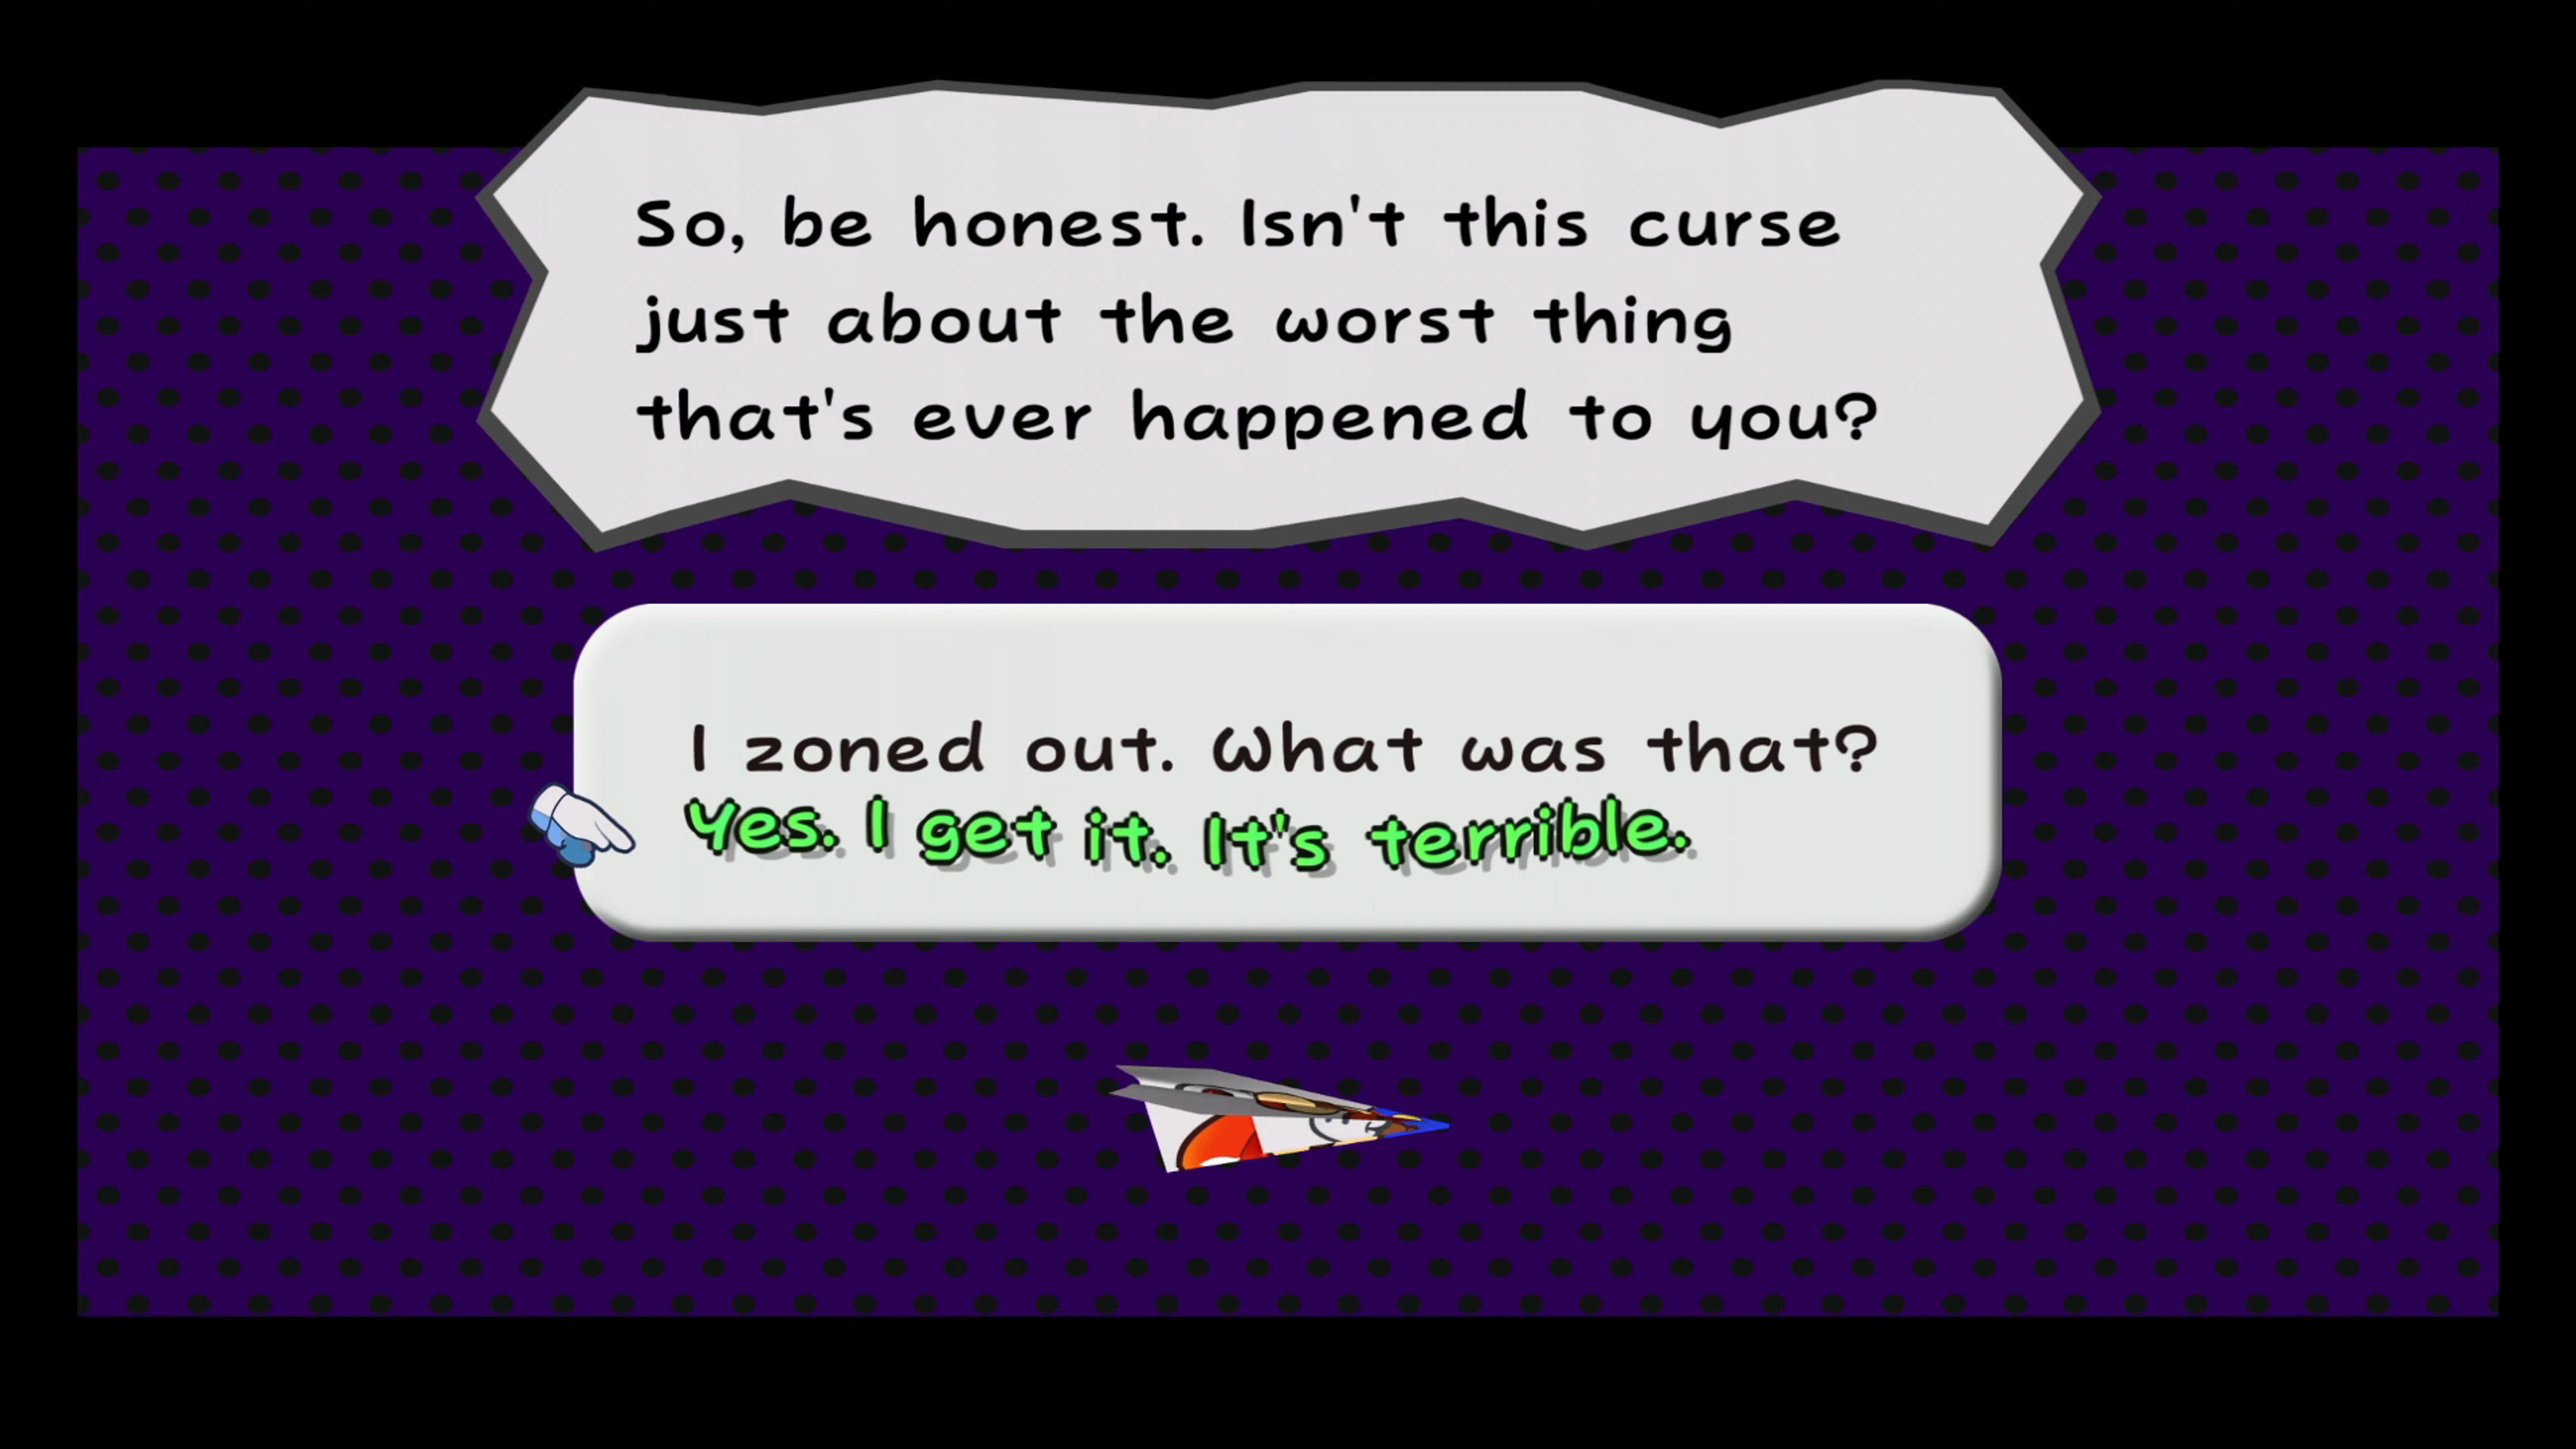 So, be honest. Isn't this curse
just about the worst thing
that's ever happened to you?
I zoned out. What was that?
Yes. I get it. It's terrible.